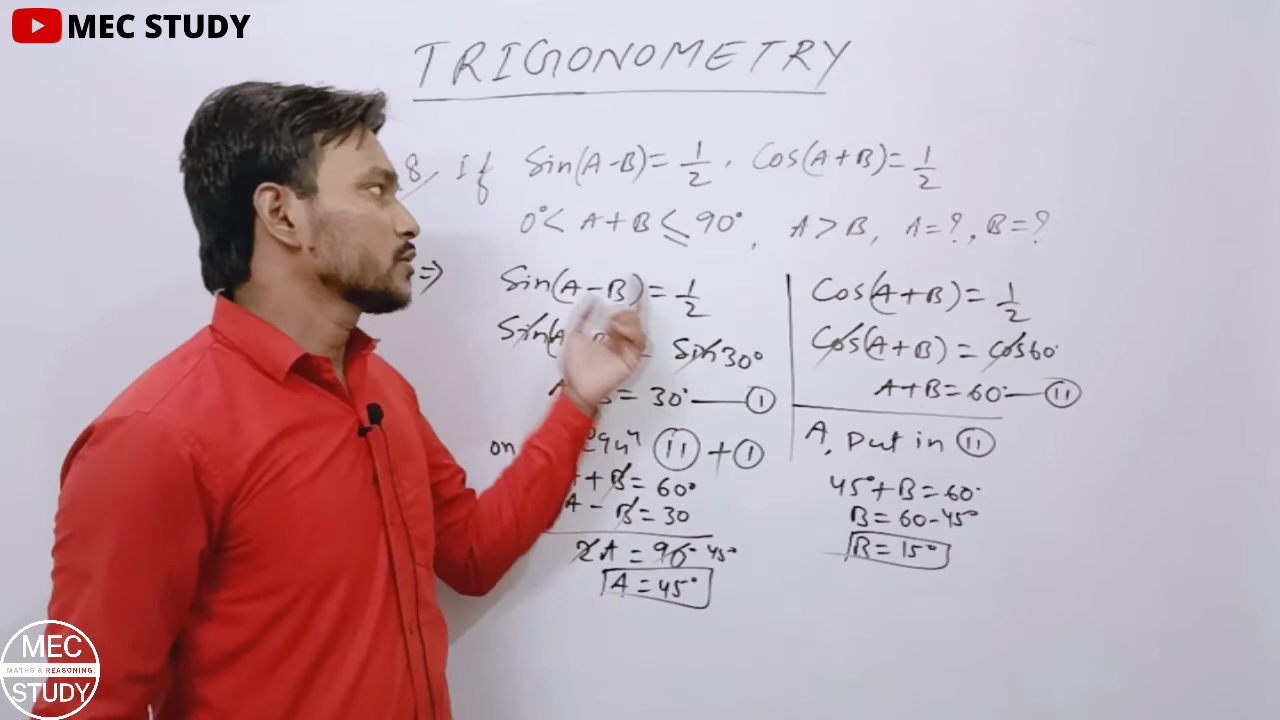 MEC STUDY
TRIGONOMETRY
8, If Sin(A-B)= 1/2 , Cos(A+B)= 1/2
0°< A+B ≤ 90°, A>B, A=?, B=?
⇒ Sin(A-B)= 1/2
Sin(A = Sin30°
= 30° — (1)
on (11) + (1)
+ B = 60°
A - B = 30
2A = 90° 45°
A = 45°
Cos(A+B)= 1/2
Cos(A+B) = Cos60°
A+B=60° — (11)
A, Put in (11)
45°+B=60°
B=60-45°
B=15°
MEC
MATHS & REASONING
STUDY